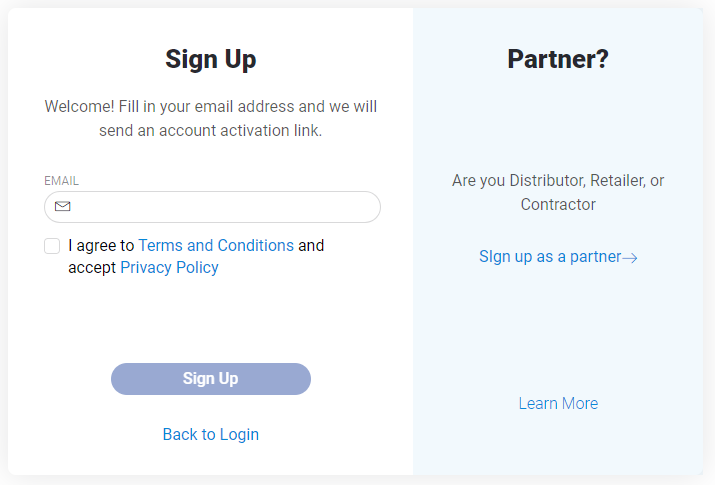 Sign Up
Welcome! Fill in your email address and we will
send an account activation link.
EMAIL
I agree to Terms and Conditions and
accept Privacy Policy
Sign Up
Back to Login
Partner?
Are you Distributor, Retailer, or
Contractor
SIgn up as a partner→
Learn More